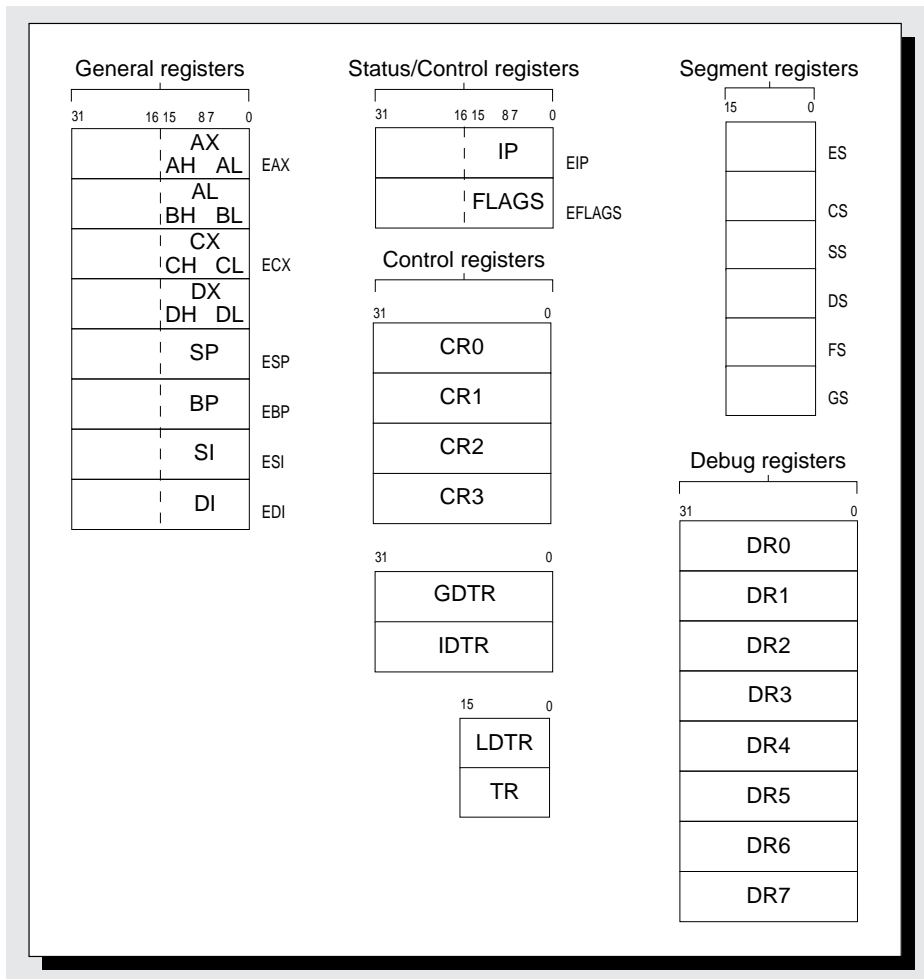 General registers
31 16 15 8 7 0
AX
AH AL EAX
AL
BH BL
CX
CH CL ECX
DX
DH DL
SP ESP
BP EBP
SI ESI
DI EDI
Status/Control registers
31 16 15 8 7 0
IP EIP
FLAGS EFLAGS
Control registers
31 0
CR0
CR1
CR2
CR3
31 0
GDTR
IDTR
15 0
LDTR
TR
Segment registers
15 0
ES
CS
SS
DS
FS
GS
Debug registers
31 0
DR0
DR1
DR2
DR3
DR4
DR5
DR6
DR7